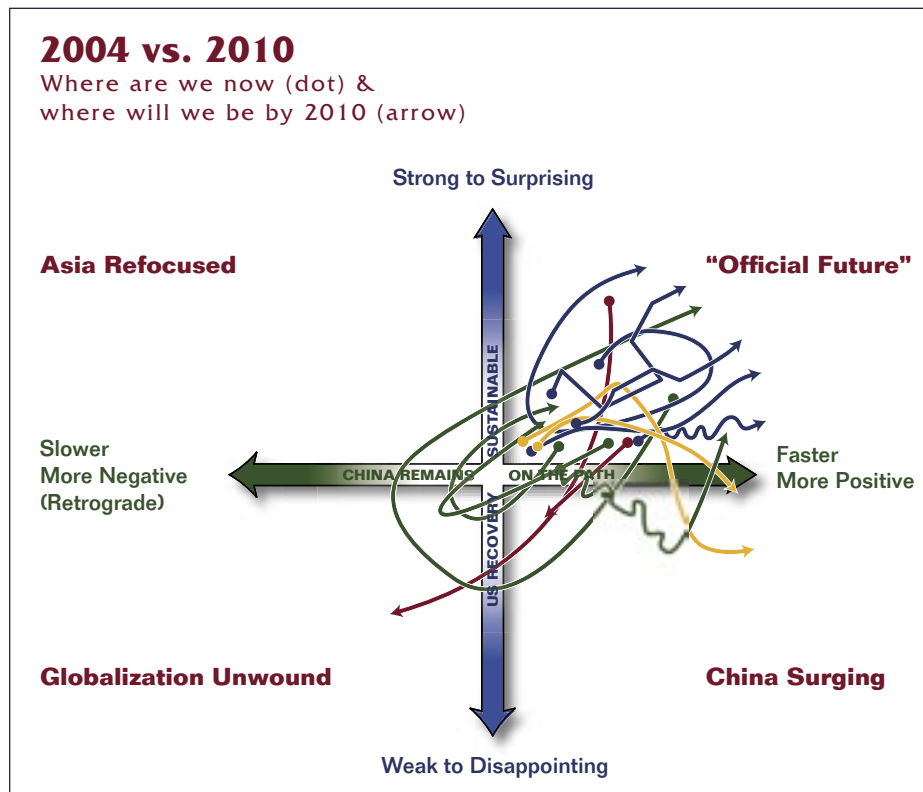 2004 vs. 2010
Where are we now (dot) &
where will we be by 2010 (arrow)
Strong to Surprising
Asia Refocused
“Official Future”
SUSTAINABLE
Slower
More Negative
(Retrograde)
CHINA REMAINS
ON THE PATH
Faster
More Positive
US RECOVERY
Globalization Unwound
China Surging
Weak to Disappointing